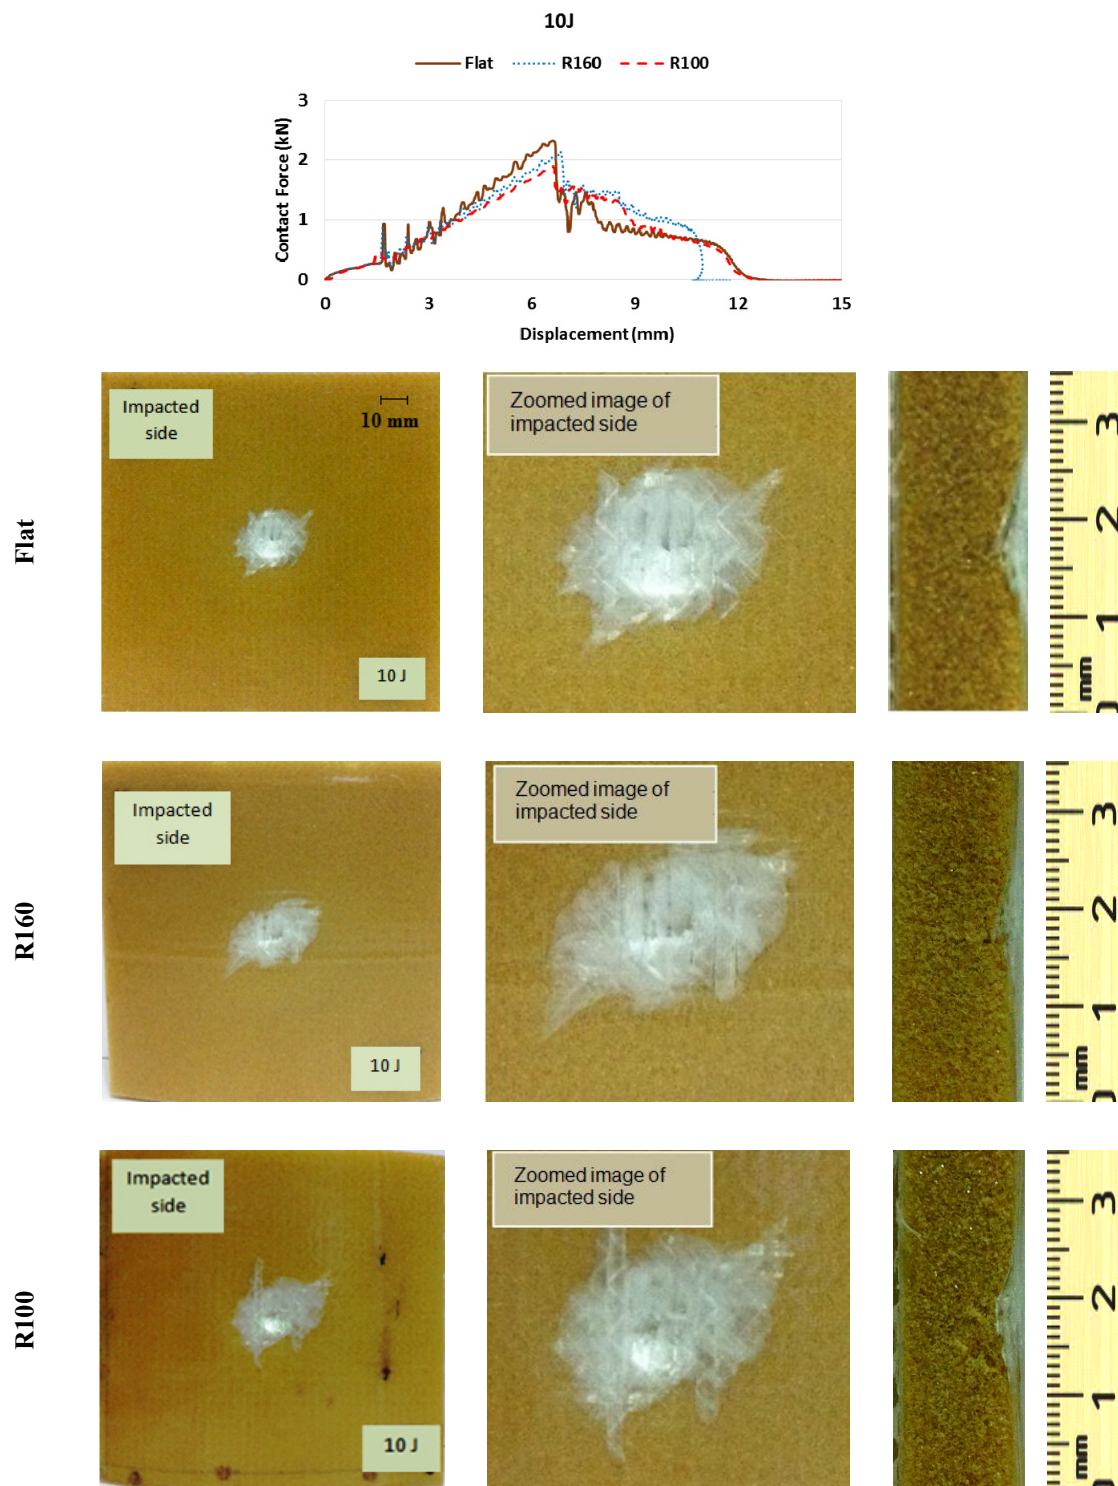 10J
Flat R160 R100
3
2
1
0
Contact Force (kN)
0 3 6 9 12 15
Displacement (mm)
Flat
Impacted
side
10 mm
10 J
Zoomed image of
impacted side
3
2
1
mm
0
R160
Impacted
side
10 J
Zoomed image of
impacted side
3
2
1
mm
0
R100
Impacted
side
10 J
Zoomed image of
impacted side
3
2
1
mm
0